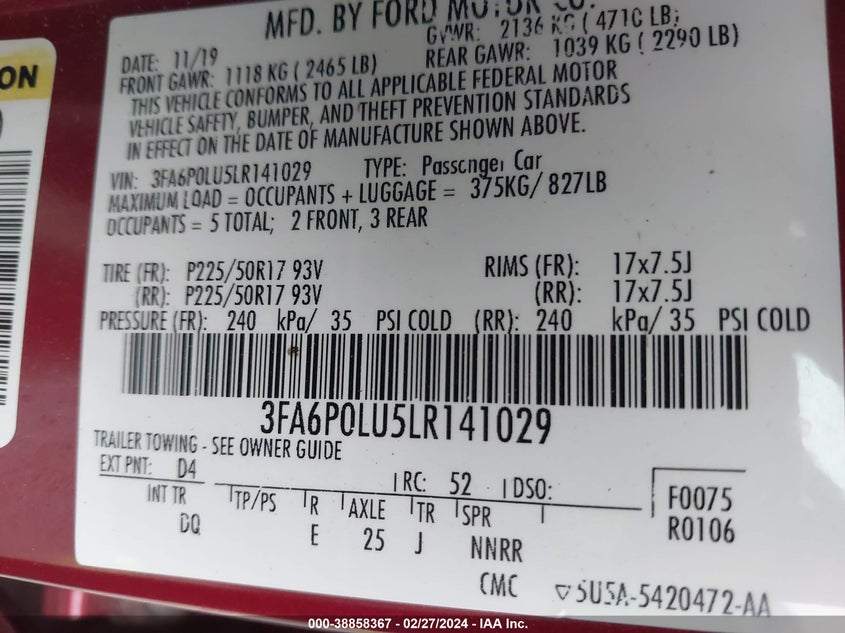 MFD. BY FORD MOTOR CO.
DATE: 11/19 GVWR: 2136 KG ( 4710 LB)
FRONT GAWR: 1118 KG ( 2465 LB) REAR GAWR: 1039 KG ( 2290 LB)
THIS VEHICLE CONFORMS TO ALL APPLICABLE FEDERAL MOTOR
VEHICLE SAFETY, BUMPER, AND THEFT PREVENTION STANDARDS
IN EFFECT ON THE DATE OF MANUFACTURE SHOWN ABOVE.
VIN: 3FA6P0LU5LR141029 TYPE: Passenger Car
MAXIMUM LOAD = OCCUPANTS + LUGGAGE = 375KG/ 827LB
OCCUPANTS = 5 TOTAL; 2 FRONT, 3 REAR
TIRE (FR): P225/50R17 93V RIMS (FR): 17x7.5J
(RR): P225/50R17 93V (RR): 17x7.5J
PRESSURE (FR): 240 kPa/ 35 PSI COLD (RR): 240 kPa/ 35 PSI COLD
3FA6P0LU5LR141029
TRAILER TOWING - SEE OWNER GUIDE
EXT PNT: D4 RC: 52 DSO:
INT TR TP/PS R AXLE TR SPR
DQ E 25 J NNRR
F0075
R0106
CMC 5U5A-5420472-AA
ON
000-38858367 - 02/27/2024 - IAA Inc.